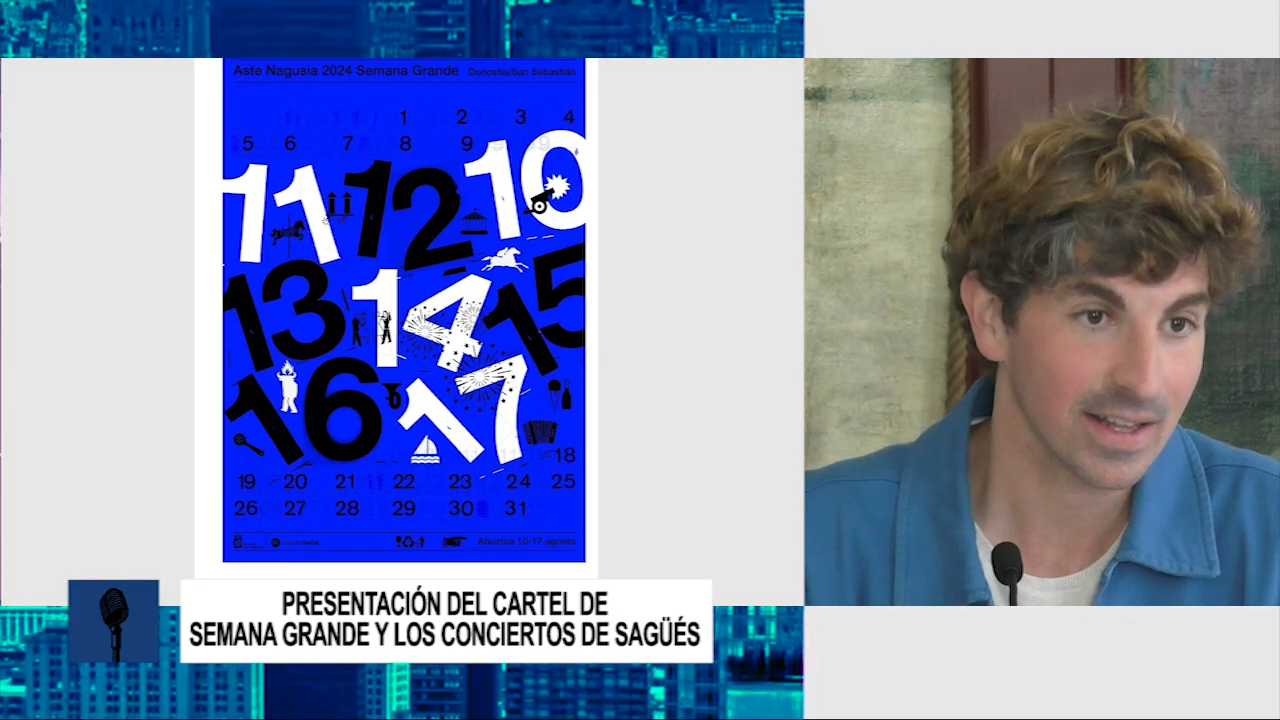 Aste Nagusia 2024 Semana Grande Donostia/San Sebastián
1 2 3 4
5 6 7 8 9
10
11 12
13 14 15
16 17
18
19 20 21 22 23 24 25
26 27 28 29 30 31
Abuztua 10-17 agosto
PRESENTACIÓN DEL CARTEL DE
SEMANA GRANDE Y LOS CONCIERTOS DE SAGÜÉS